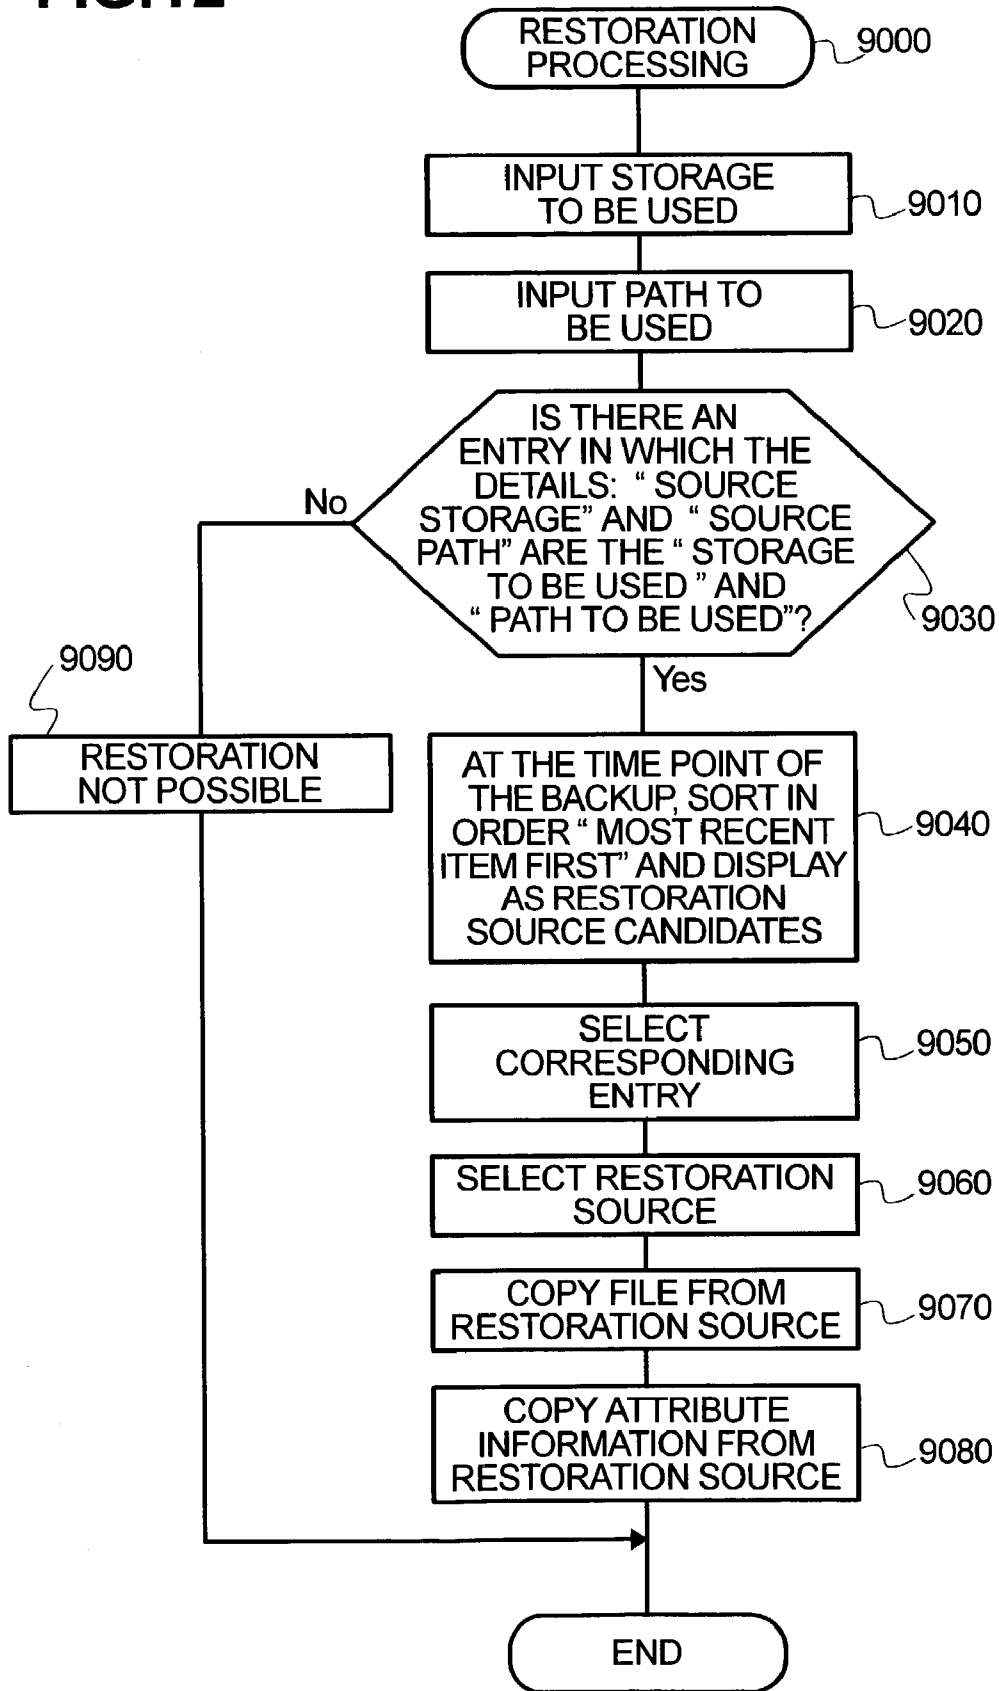 RESTORATION
PROCESSING
9000
INPUT STORAGE
TO BE USED
9010
INPUT PATH TO
BE USED
9020
IS THERE AN
ENTRY IN WHICH THE
DETAILS: “ SOURCE
STORAGE” AND “ SOURCE
PATH” ARE THE “ STORAGE
TO BE USED ” AND
“ PATH TO BE USED”?
9030
No
Yes
9090
RESTORATION
NOT POSSIBLE
AT THE TIME POINT OF
THE BACKUP, SORT IN
ORDER “ MOST RECENT
ITEM FIRST” AND DISPLAY
AS RESTORATION
SOURCE CANDIDATES
9040
SELECT
CORRESPONDING
ENTRY
9050
SELECT RESTORATION
SOURCE
9060
COPY FILE FROM
RESTORATION SOURCE
9070
COPY ATTRIBUTE
INFORMATION FROM
RESTORATION SOURCE
9080
END